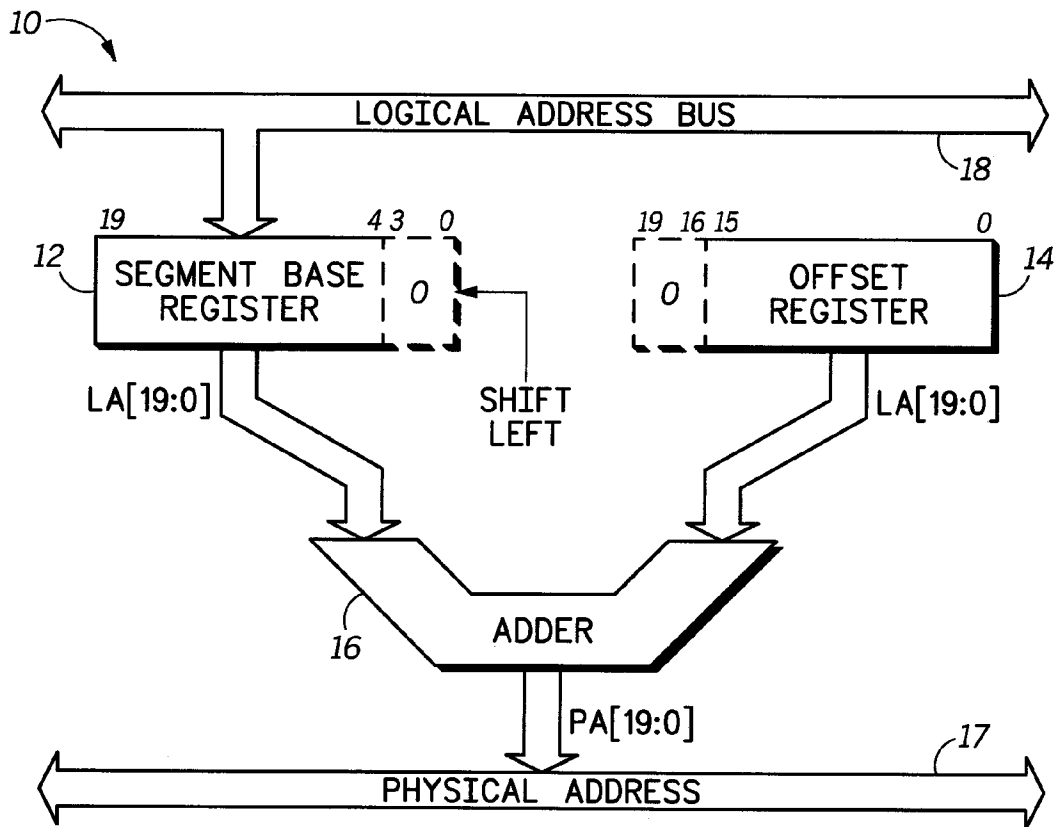 10
LOGICAL ADDRESS BUS
18
19 4 3 0
19 16 15 0
12
SEGMENT BASE
REGISTER
0
0
OFFSET
REGISTER
14
LA[19:0]
SHIFT
LEFT
LA[19:0]
16
ADDER
PA[19:0]
17
PHYSICAL ADDRESS